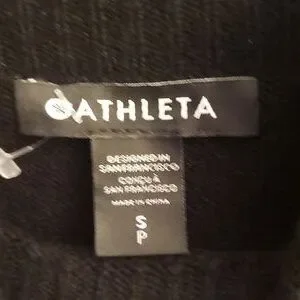 ATHLETA
DESIGNED IN
SAN FRANCISCO
CONÇU À
SAN FRANCISCO
MADE IN CHINA
S
P